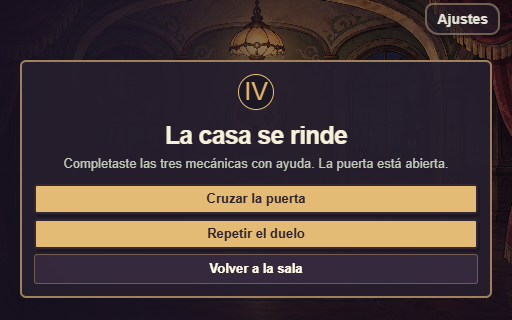 Ajustes
IV
La casa se rinde
Completaste las tres mecánicas con ayuda. La puerta está abierta.
Cruzar la puerta
Repetir el duelo
Volver a la sala